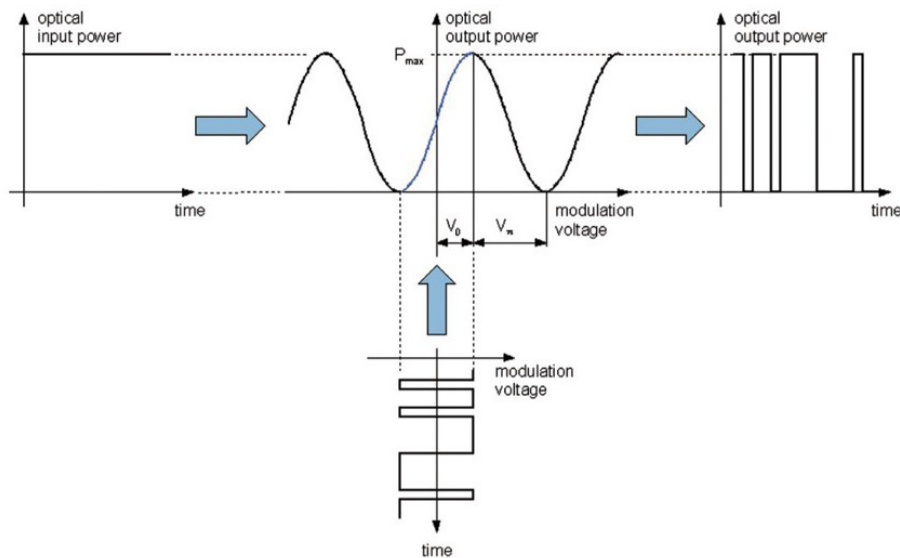 optical
input power
time
optical
output power
Pmax
V0
Vπ
modulation
voltage
optical
output power
time
modulation
voltage
time